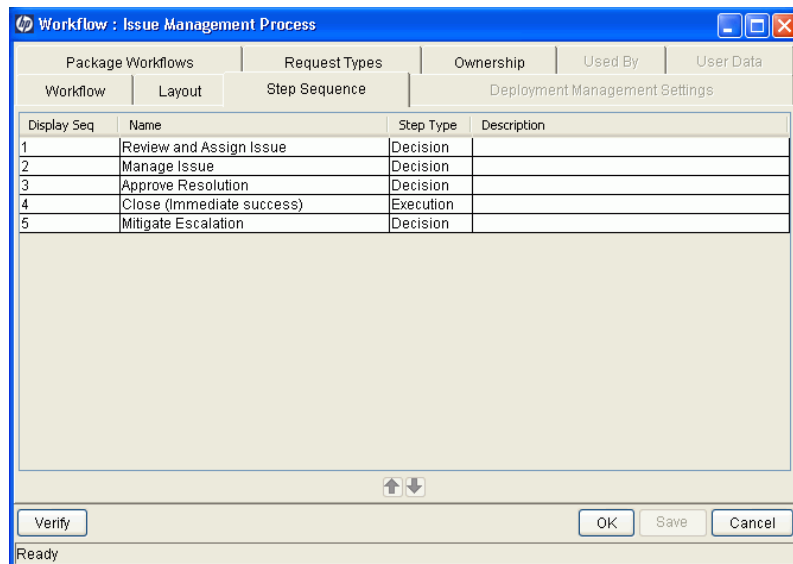 hp Workflow : Issue Management Process
Package Workflows Request Types Ownership Used By User Data
Workflow Layout Step Sequence Deployment Management Settings
Display Seq Name Step Type Description
1 Review and Assign Issue Decision
2 Manage Issue Decision
3 Approve Resolution Decision
4 Close (Immediate success) Execution
5 Mitigate Escalation Decision
Verify OK Save Cancel
Ready